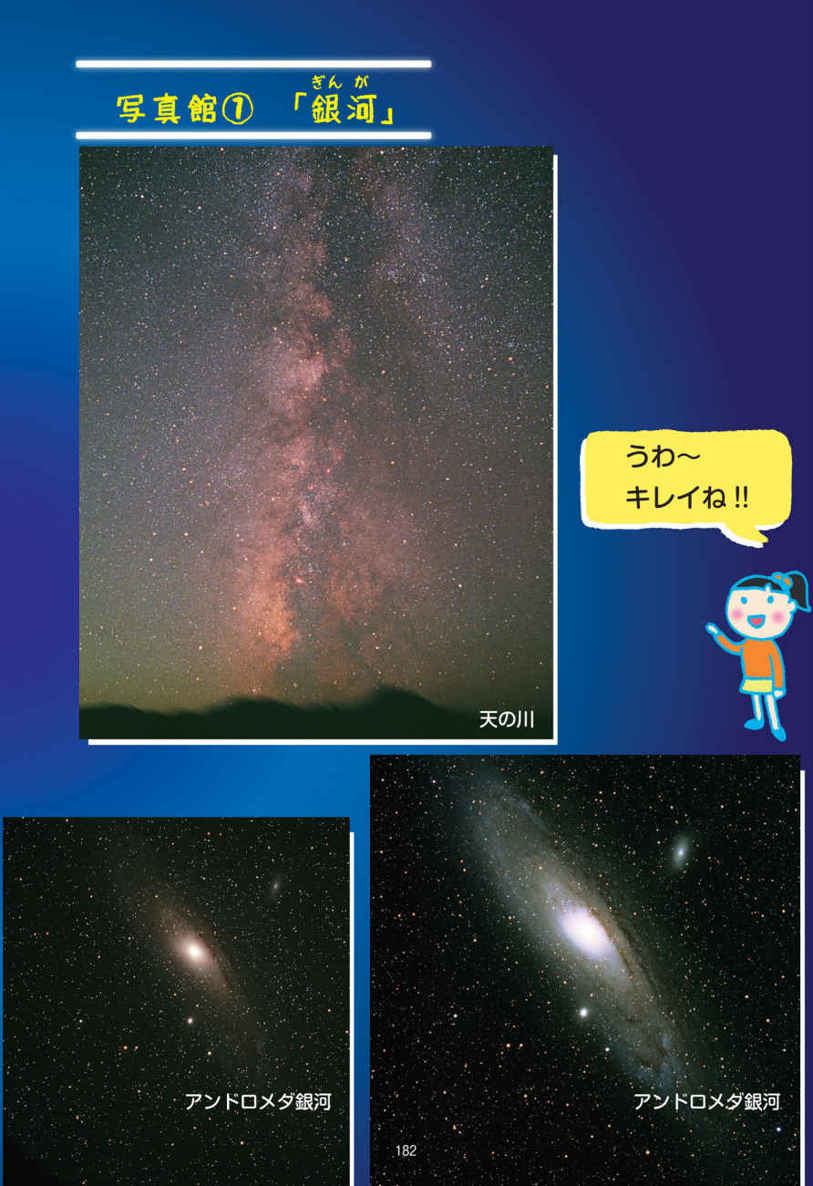 写真館① 「銀河」
ぎんが
天の川
うわ～
キレイね!!
アンドロメダ銀河
アンドロメダ銀河
182